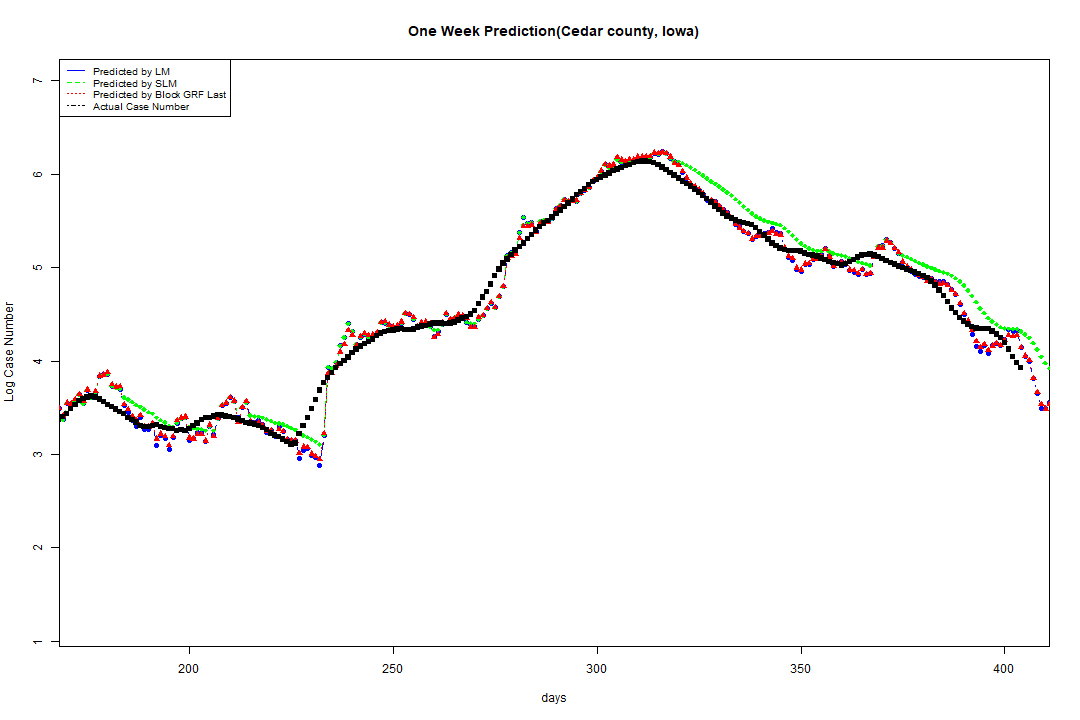 One Week Prediction(Cedar county, Iowa)
Predicted by LM
Predicted by SLM
Predicted by Block GRF Last
Actual Case Number
7
6
5
4
3
2
1
Log Case Number
200 250 300 350 400
days